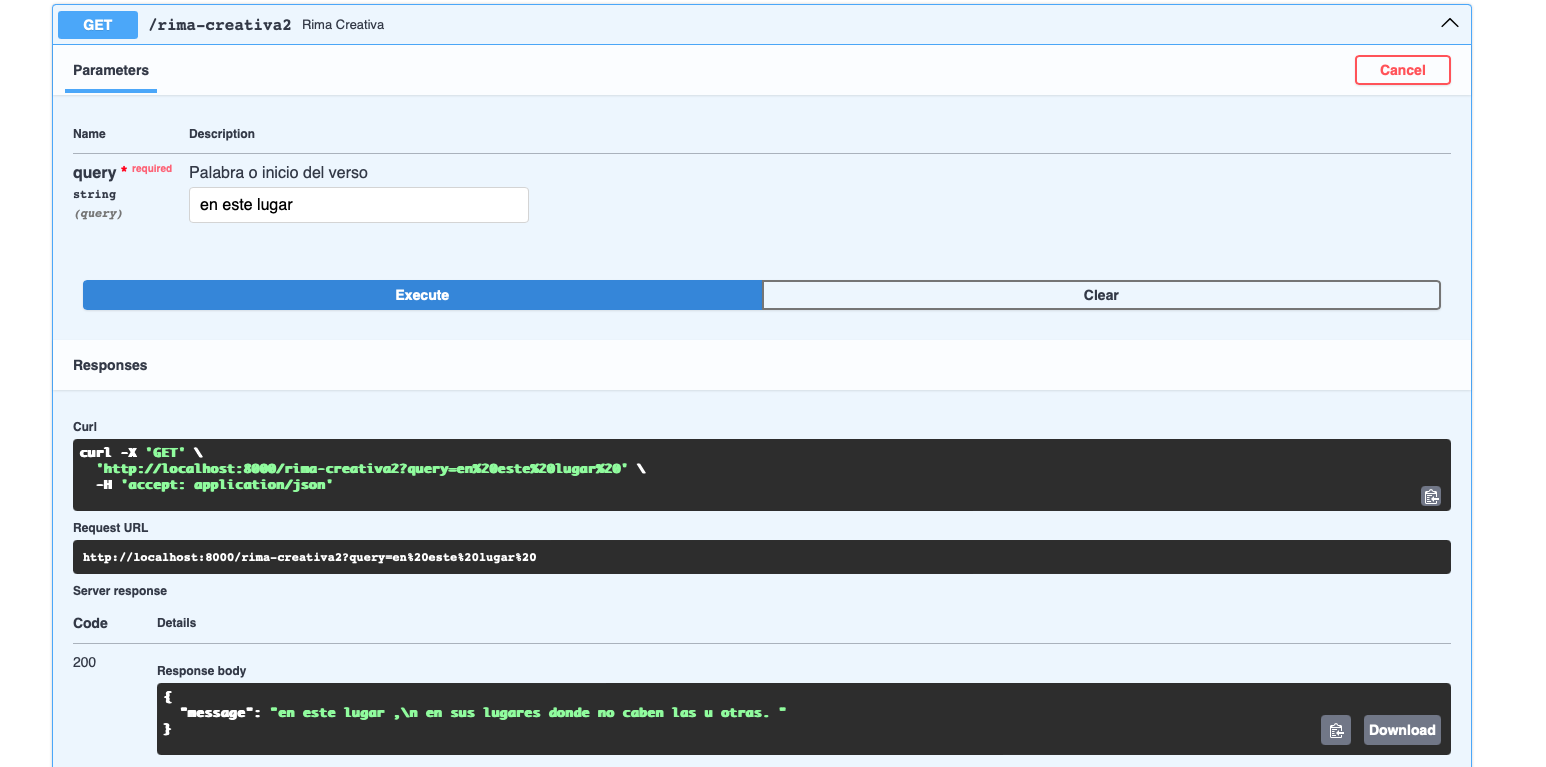 GET /rima-creativa2 Rima Creativa
Parameters Cancel
Name Description
query * required Palabra o inicio del verso
string
(query)
en este lugar
Execute Clear
Responses
Curl
curl -X 'GET' \
'http://localhost:8000/rima-creativa2?query=en%20este%20lugar%20' \
-H 'accept: application/json'
Request URL
http://localhost:8000/rima-creativa2?query=en%20este%20lugar%20
Server response
Code Details
200
Response body
{
"message": "en este lugar ,\n en sus lugares donde no caben las u otras. "
}
Download